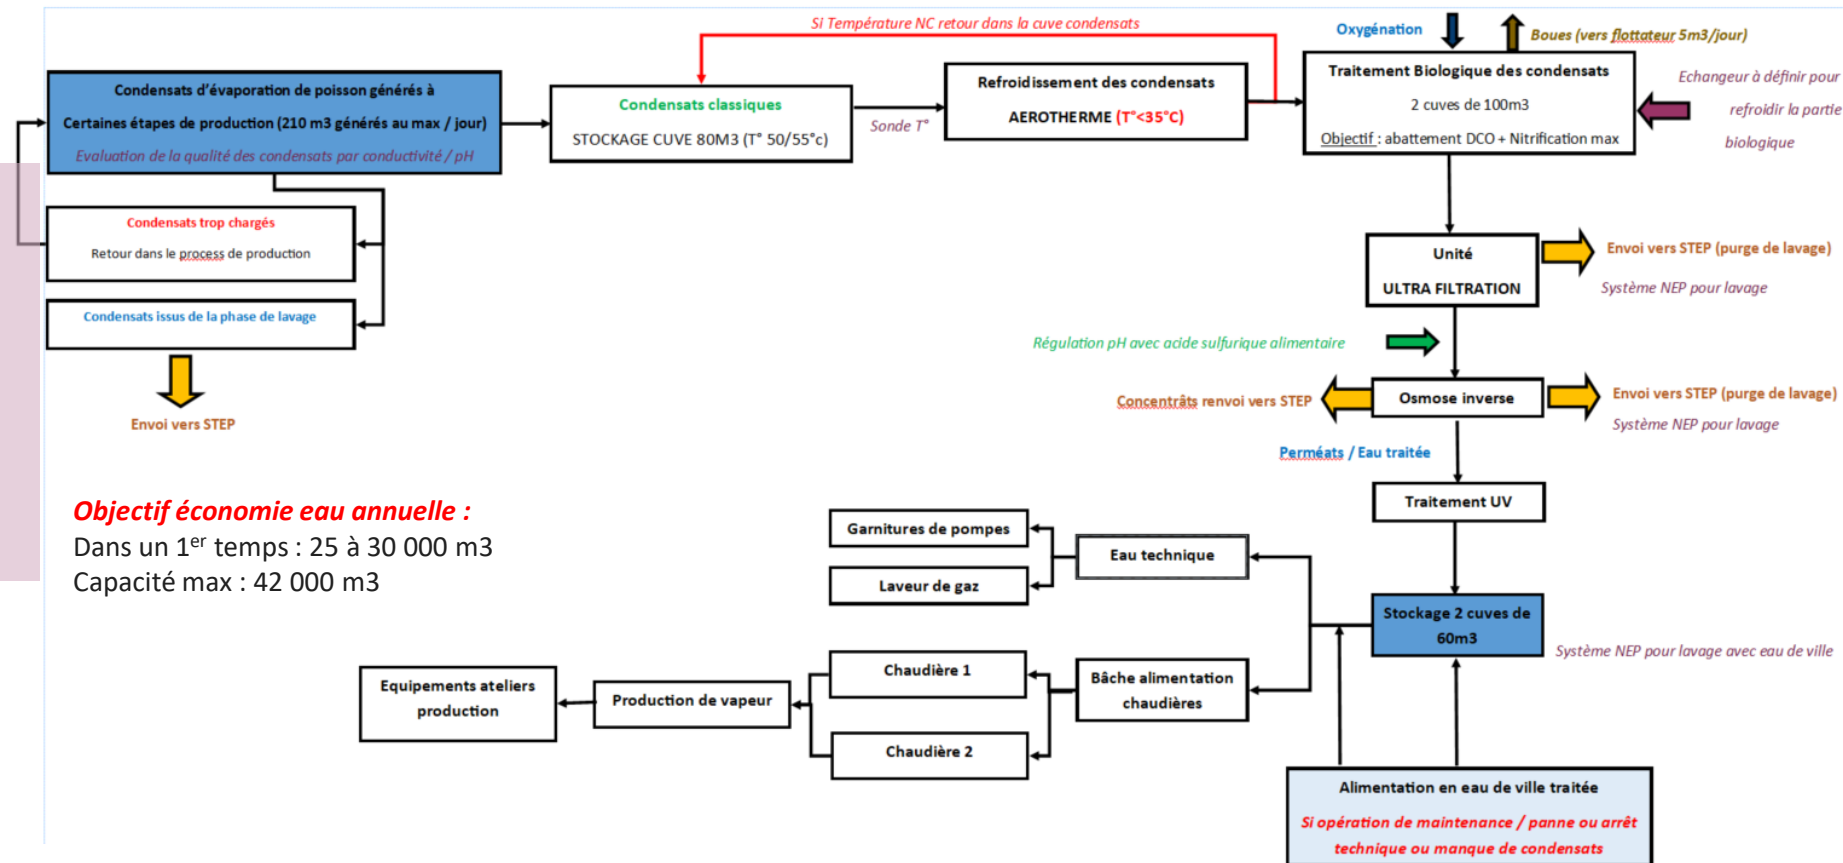 Si Température NC retour dans la cuve condensats
Oxygénation
Boues (vers flottateur 5m3/jour)
Condensats d'évaporation de poisson générés à
Certaines étapes de production (210 m3 générés au max / jour)
Evaluation de la qualité des condensats par conductivité / pH
Condensats classiques
STOCKAGE CUVE 80M3 (T° 50/55°c)
Sonde T°
Refroidissement des condensats
AEROTHERME (T°<35°C)
Traitement Biologique des condensats
2 cuves de 100m3
Objectif : abattement DCO + Nitrification max
Echangeur à définir pour
refroidir la partie
biologique
Condensats trop chargés
Retour dans le process de production
Condensats issus de la phase de lavage
Envoi vers STEP
Unité
ULTRA FILTRATION
Envoi vers STEP (purge de lavage)
Système NEP pour lavage
Régulation pH avec acide sulfurique alimentaire
Concentrâts renvoi vers STEP
Osmose inverse
Envoi vers STEP (purge de lavage)
Système NEP pour lavage
Perméats / Eau traitée
Traitement UV
Objectif économie eau annuelle :
Dans un 1er temps : 25 à 30 000 m3
Capacité max : 42 000 m3
Garnitures de pompes
Laveur de gaz
Eau technique
Stockage 2 cuves de
60m3
Système NEP pour lavage avec eau de ville
Equipements ateliers
production
Production de vapeur
Chaudière 1
Chaudière 2
Bâche alimentation
chaudières
Alimentation en eau de ville traitée
Si opération de maintenance / panne ou arrêt
technique ou manque de condensats